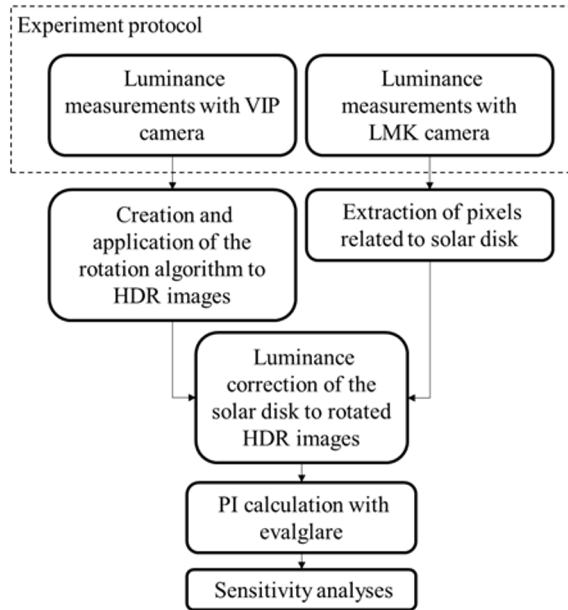 Experiment protocol
Luminance
measurements with VIP
camera
Luminance
measurements with
LMK camera
Creation and
application of the
rotation algorithm to
HDR images
Extraction of pixels
related to solar disk
Luminance
correction of the
solar disk to rotated
HDR images
PI calculation with
evalglare
Sensitivity analyses